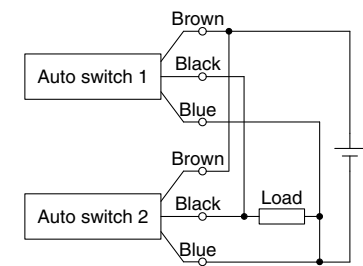 Brown
Auto switch 1
Black
Blue
Brown
Auto switch 2
Black
Load
Blue